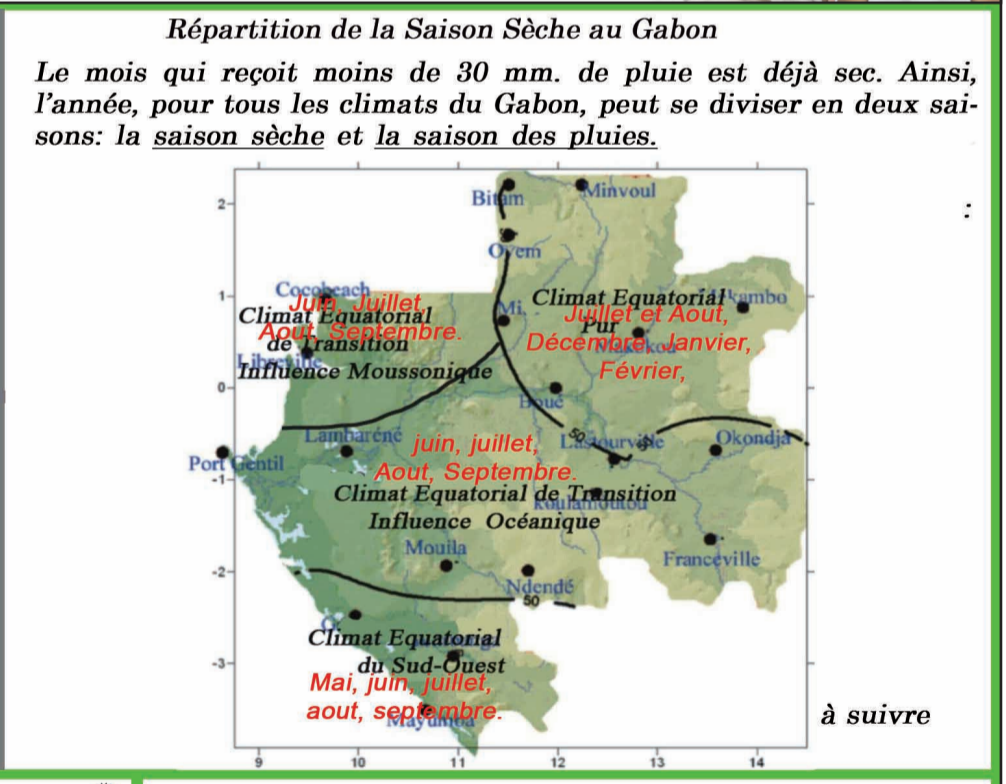 Répartition de la Saison Sèche au Gabon
Le mois qui reçoit moins de 30 mm. de pluie est déjà sec. Ainsi,
l'année, pour tous les climats du Gabon, peut se diviser en deux sai-
sons: la saison sèche et la saison des pluies.
:
2
Bitam
Minvoul
Oyem
1
Cocobeach
Juin, Juillet,
Aout, Septembre.
Climat Equatorial
de Transition
Influence Moussonique
Libreville
Mi.
Climat Equatorial
Pur
Juillet et Aout,
Décembre, Janvier,
Février,
Makokou
0
Boué
50
50
Lastourville
Okondja
Lambaréné
Port Gentil
juin, juillet,
Aout, Septembre.
-1
Climat Equatorial de Transition
Influence Océanique
koulamoutou
Mouila
Franceville
-2
Ndendé
50
Climat Equatorial
du Sud-Ouest
-3
Mai, juin, juillet,
aout, septembre.
Mayumba
à suivre
9 10 11 12 13 14